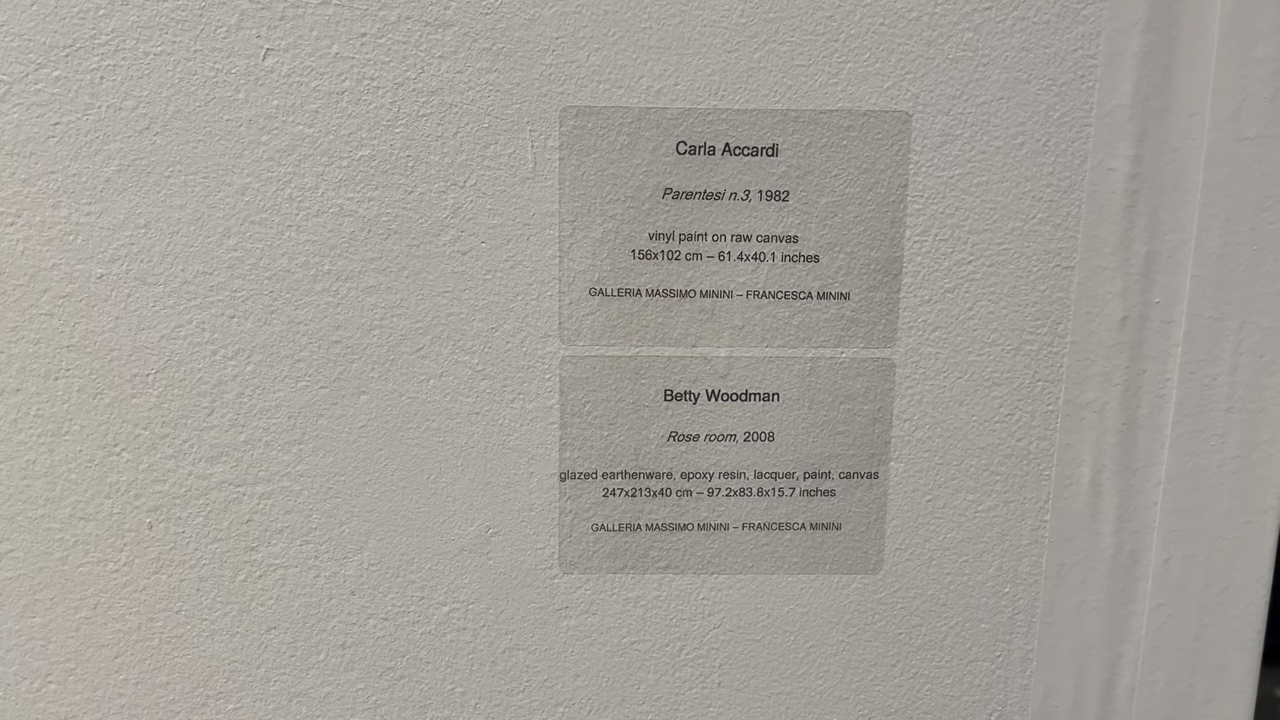 Carla Accardi
Parentesi n.3, 1982
vinyl paint on raw canvas
156x102 cm – 61.4x40.1 inches
GALLERIA MASSIMO MININI – FRANCESCA MININI
Betty Woodman
Rose room, 2008
glazed earthenware, epoxy resin, lacquer, paint, canvas
247x213x40 cm – 97.2x83.8x15.7 inches
GALLERIA MASSIMO MININI – FRANCESCA MININI